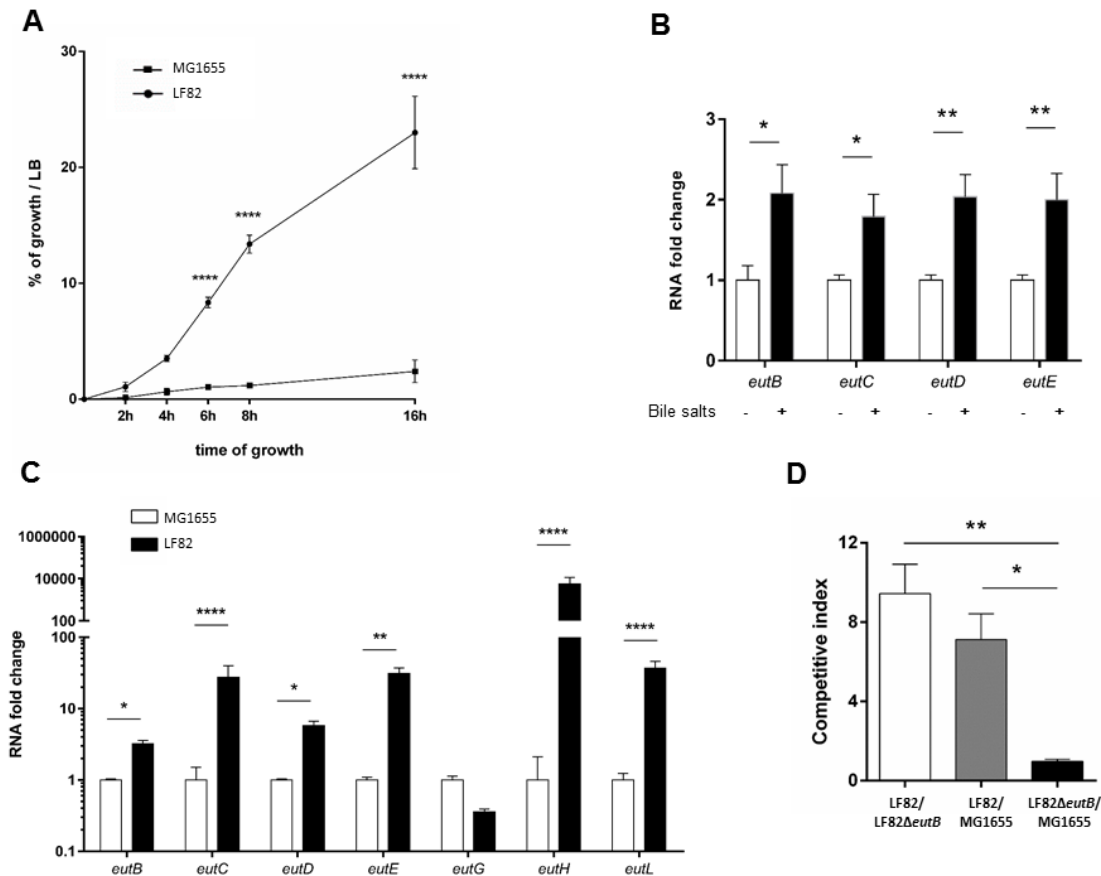 A
30
20
10
0
% of growth / LB
MG1655
LF82
****
****
****
2h 4h 6h 8h 16h
time of growth
B
3
2
1
0
RNA fold change
* * ** **
eutB eutC eutD eutE
Bile salts - + - + - + - +
C
MG1655
LF82
1000000
10000
100
100
10
1
0.1
RNA fold change
* **** * ** **** ****
eutB eutC eutD eutE eutG eutH eutL
D
12
8
4
0
Competitive index
**
*
LF82/ LF82/ LF82ΔeutB/
LF82ΔeutB MG1655 MG1655